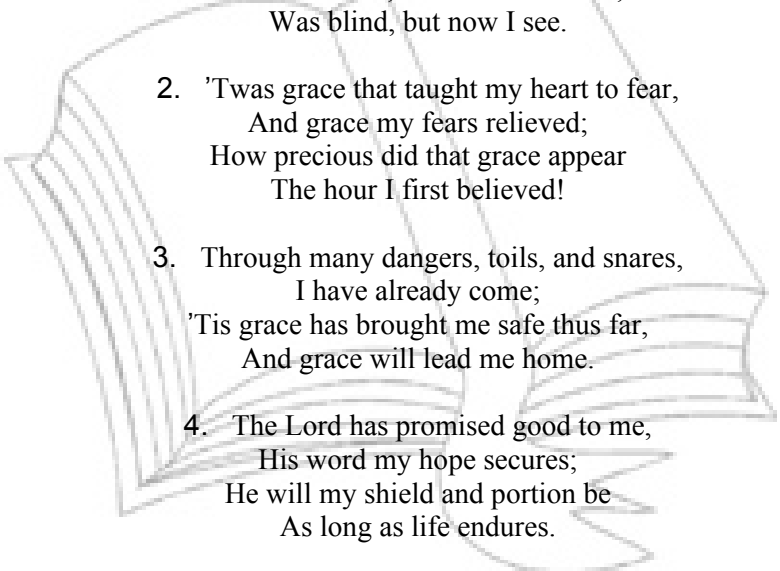 Was blind, but now I see.
2. ’Twas grace that taught my heart to fear,
And grace my fears relieved;
How precious did that grace appear
The hour I first believed!
3. Through many dangers, toils, and snares,
I have already come;
’Tis grace has brought me safe thus far,
And grace will lead me home.
4. The Lord has promised good to me,
His word my hope secures;
He will my shield and portion be
As long as life endures.